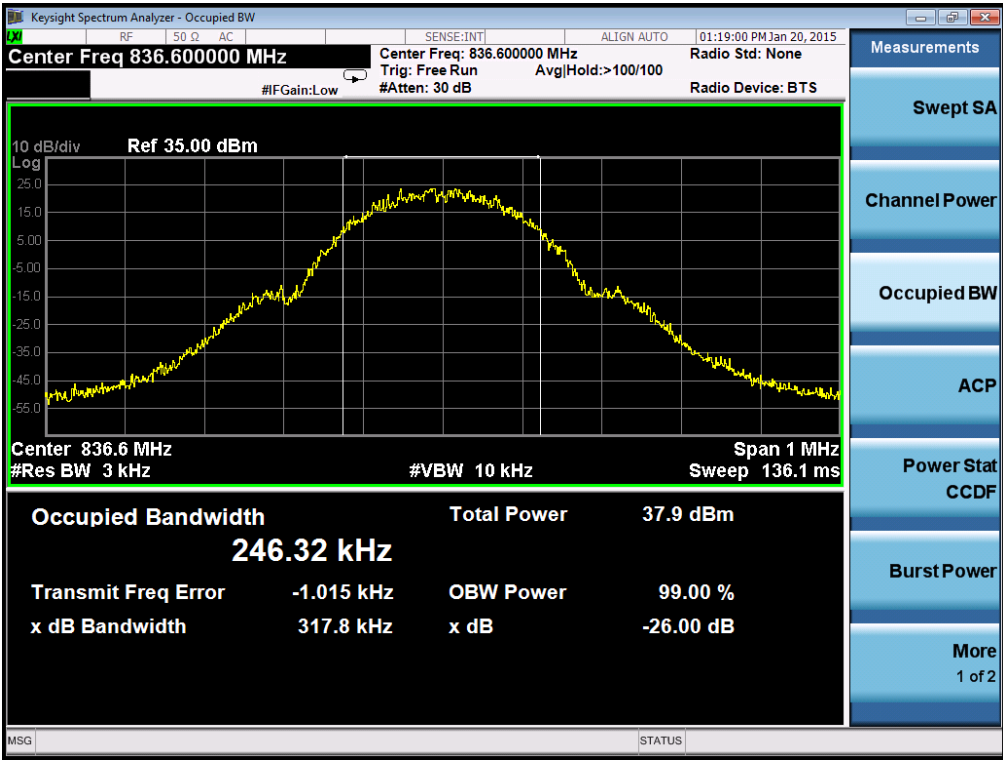 Keysight Spectrum Analyzer - Occupied BW
LXI RF 50 Ω AC SENSE:INT ALIGN AUTO 01:19:00 PM Jan 20, 2015
Center Freq 836.600000 MHz
Center Freq: 836.600000 MHz Radio Std: None
Trig: Free Run Avg|Hold:>100/100
#IFGain:Low #Atten: 30 dB Radio Device: BTS
10 dB/div Ref 35.00 dBm
Log
25.0
15.0
5.00
-5.00
-15.0
-25.0
-35.0
-45.0
-55.0
Center 836.6 MHz Span 1 MHz
#Res BW 3 kHz #VBW 10 kHz Sweep 136.1 ms
Occupied Bandwidth Total Power 37.9 dBm
246.32 kHz
Transmit Freq Error -1.015 kHz OBW Power 99.00 %
x dB Bandwidth 317.8 kHz x dB -26.00 dB
MSG STATUS
Measurements
Swept SA
Channel Power
Occupied BW
ACP
Power Stat
CCDF
Burst Power
More
1 of 2